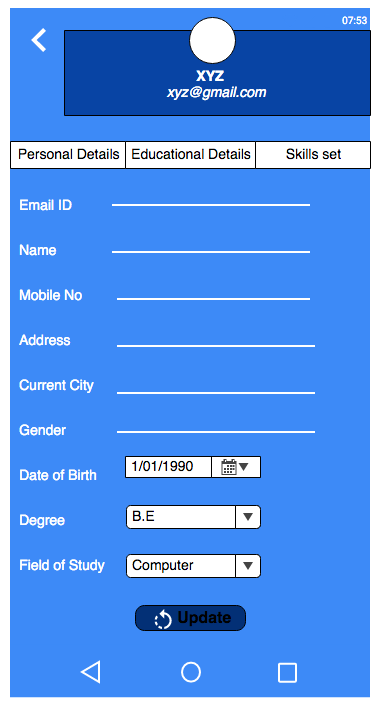 07:53
XYZ
xyz@gmail.com
Personal Details Educational Details Skills set
Email ID
Name
Mobile No
Address
Current City
Gender
Date of Birth 1/01/1990
Degree B.E
Field of Study Computer
Update